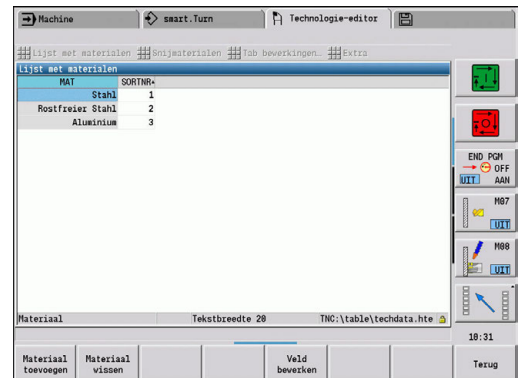 Machine
smart.Turn
Technologie-editor
Lijst met materialen
Snijmaterialen
Tab bewerkingen…
Extra
Lijst met materialen
MAT SORTNR
Stahl 1
Rostfreier Stahl 2
Aluminium 3
Materiaal Tekstbreedte 20 TNC:\table\techdata.hte
END PGM
OFF
UIT AAN
M07
UIT
M08
UIT
10:31
Materiaal toevoegen
Materiaal wissen
Veld bewerken
Terug